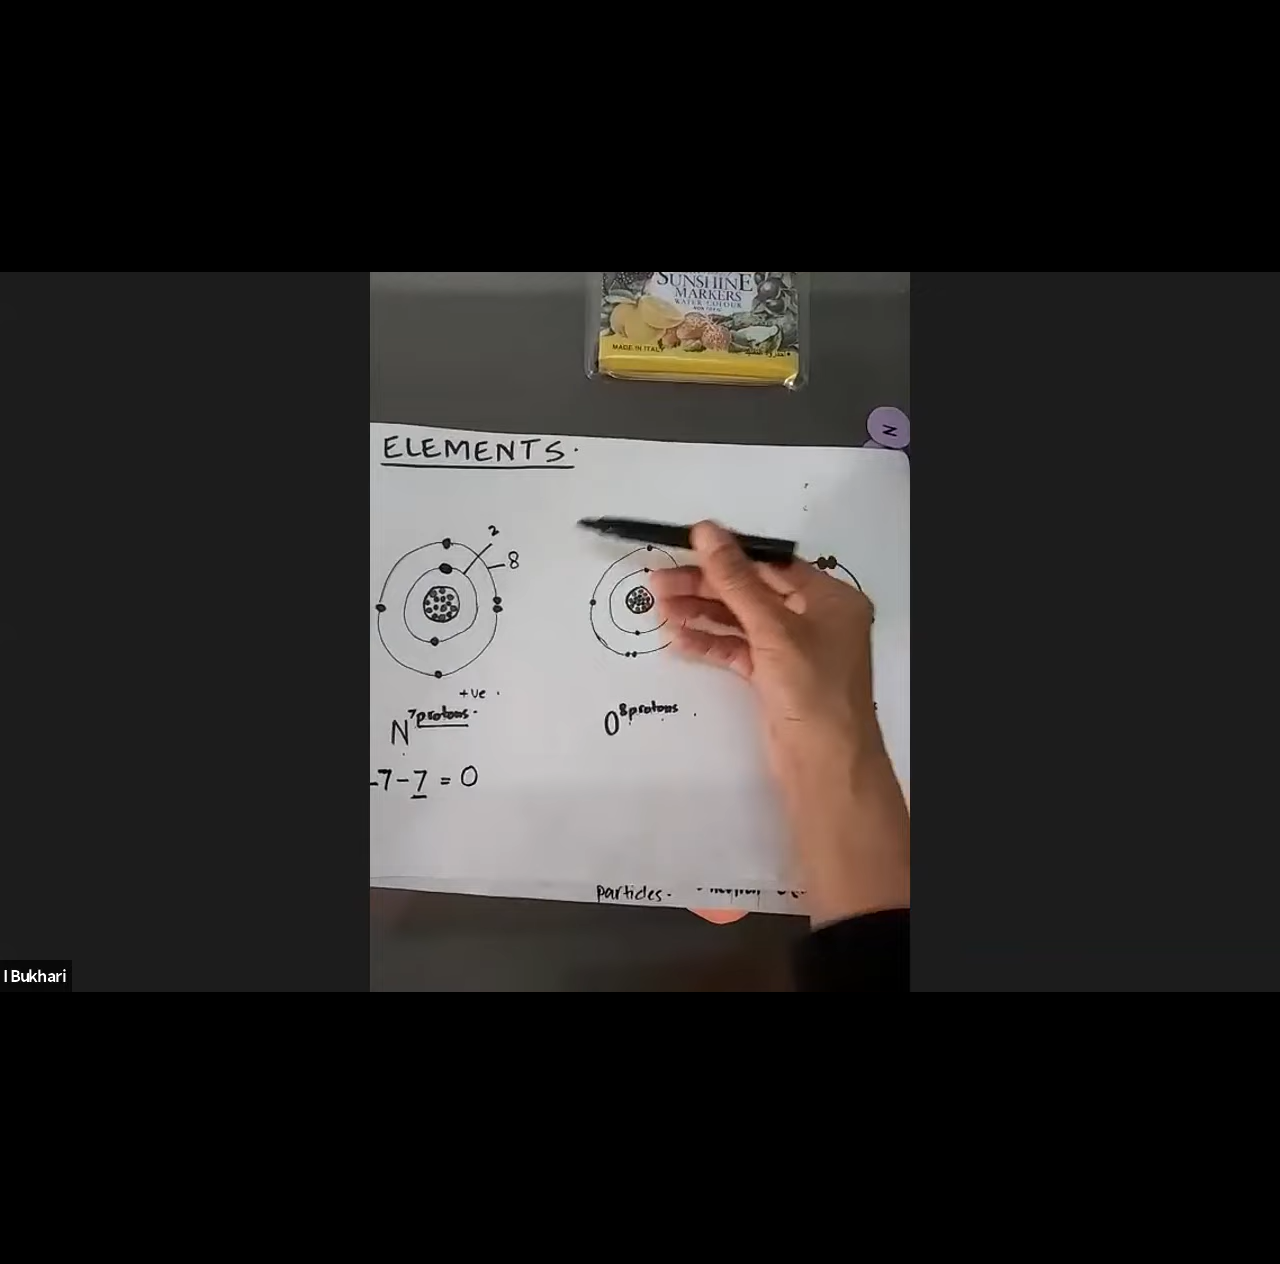 SUNSHINE
MARKERS
WATER COLOUR
MADE IN ITALY
N
ELEMENTS.
2
8
+ve
N 7 protons.
O 8 protons
-7-7 = 0
particles.
I Bukhari